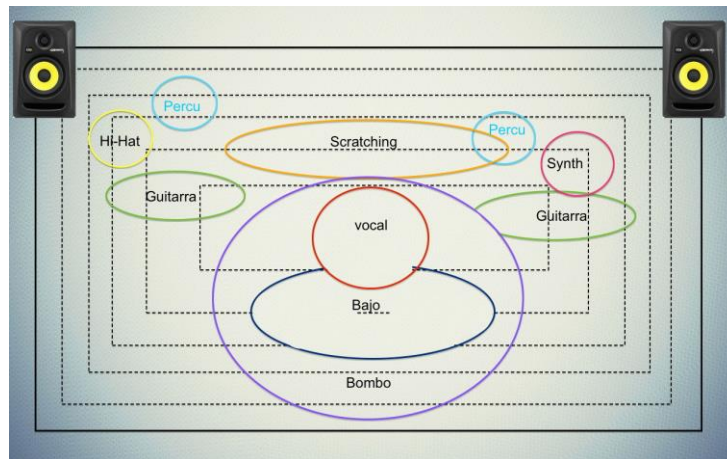 Percu
Hi-Hat
Scratching
Percu
Synth
Guitarra
Guitarra
vocal
Bajo
Bombo